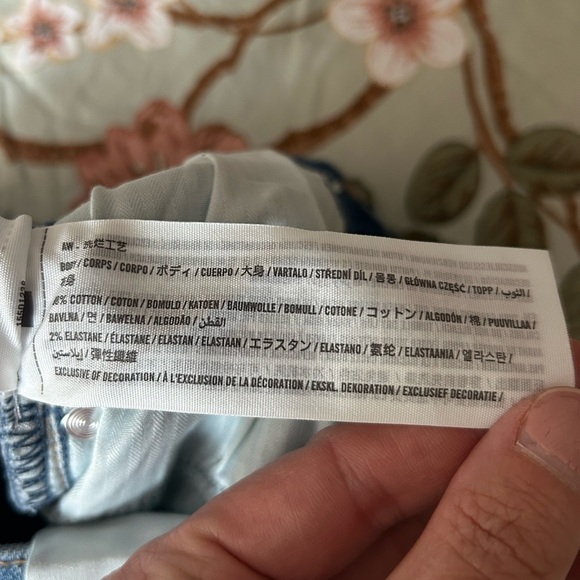 AW - 洗烂工艺
BODY / CORPS / CORPO / ボディ / CUERPO / 大身 / VARTALO / STŘEDNÍ DÍL / 몸통 / GŁÓWNA CZĘŚĆ / TOPP / الثوب /
身
8% COTTON / COTON / BOMULD / KATOEN / BAUMWOLLE / BOMULL / COTONE / コットン / ALGODÓN / 棉 / PUUVILLAA /
BAVLNA / 면 / BAWEŁNA / ALGODÃO / القطن
2% ELASTANE / ÉLASTANE / ELASTAN / ELASTAAN / エラスタン / ELASTANO / 氨纶 / ELASTAANIA / 엘라스탄 /
إيلاستين / 彈性纖維
EXCLUSIVE OF DECORATION / À L'EXCLUSION DE LA DÉCORATION / EKSKL. DEKORATION / EXCLUSIEF DECORATIE /